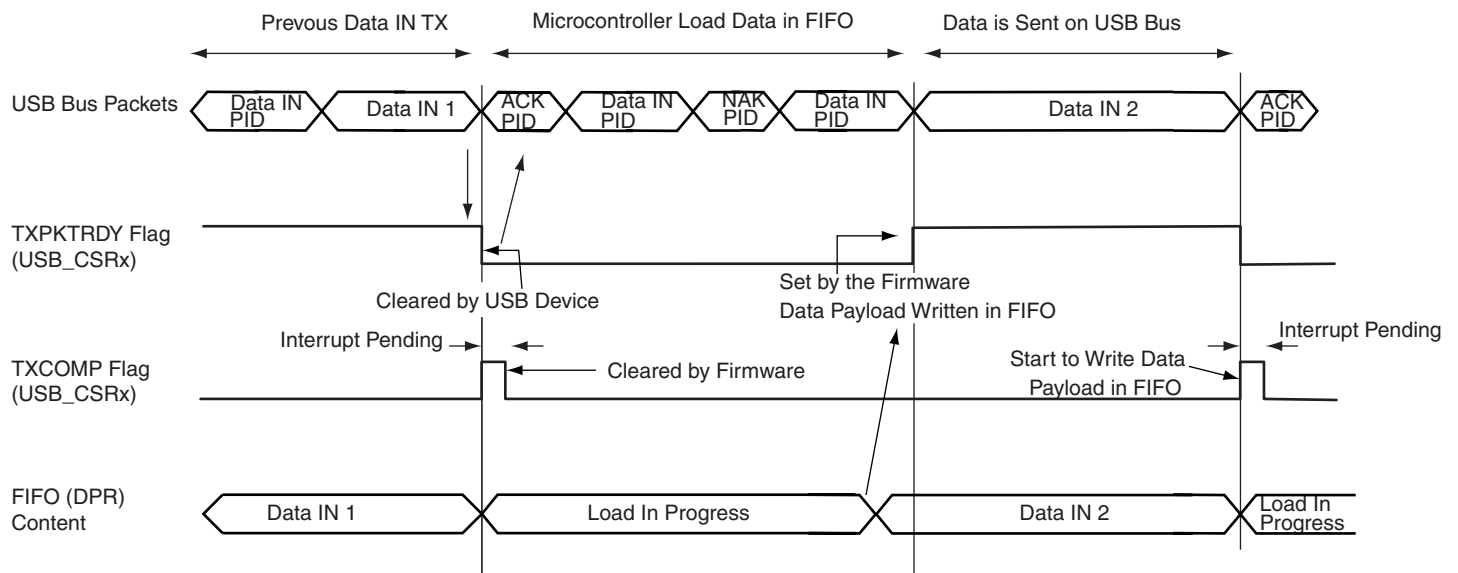 Prevous Data IN TX
Microcontroller Load Data in FIFO
Data is Sent on USB Bus
USB Bus Packets
Data IN
PID
Data IN 1
ACK
PID
Data IN
PID
NAK
PID
Data IN
PID
Data IN 2
ACK
PID
TXPKTRDY Flag
(USB_CSRx)
Cleared by USB Device
Set by the Firmware
Data Payload Written in FIFO
Interrupt Pending
Interrupt Pending
TXCOMP Flag
(USB_CSRx)
Cleared by Firmware
Start to Write Data
Payload in FIFO
FIFO (DPR)
Content
Data IN 1
Load In Progress
Data IN 2
Load In
Progress